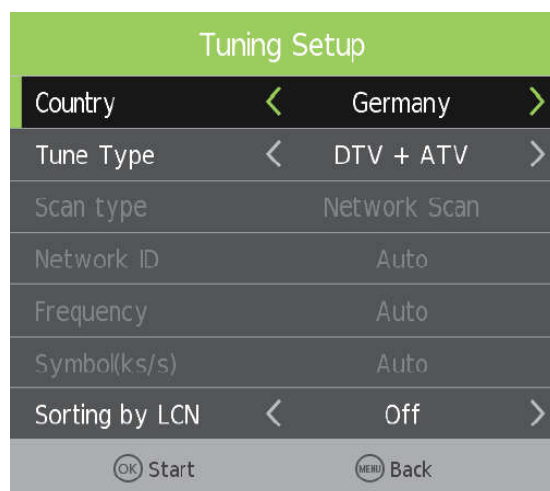 Tuning Setup
Country < Germany >
Tune Type < DTV + ATV >
Scan type Network Scan
Network ID Auto
Frequency Auto
Symbol(ks/s) Auto
Sorting by LCN < Off >
OK Start MENU Back